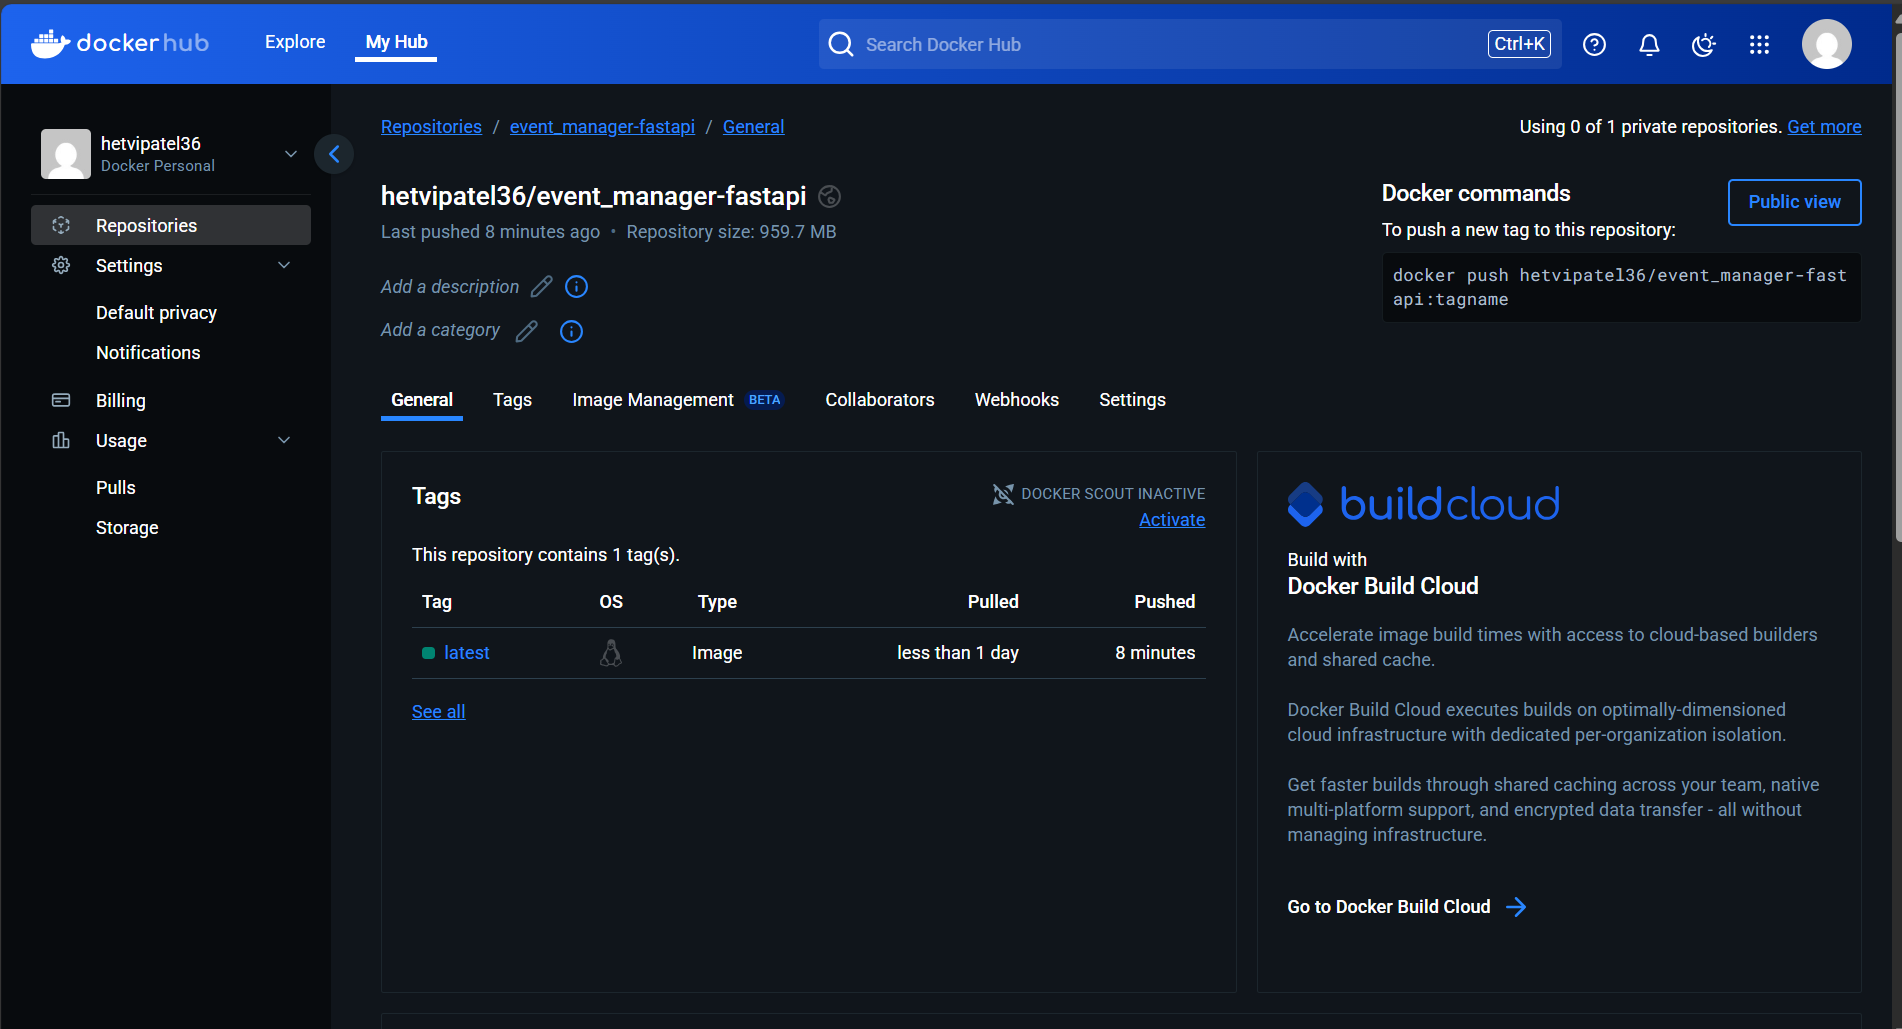 dockerhub
Explore
My Hub
Search Docker Hub
Ctrl+K
hetvipatel36
Docker Personal
Repositories
Settings
Default privacy
Notifications
Billing
Usage
Pulls
Storage
Repositories / event_manager-fastapi / General
Using 0 of 1 private repositories. Get more
hetvipatel36/event_manager-fastapi
Last pushed 8 minutes ago • Repository size: 959.7 MB
Add a description
Add a category
Docker commands
Public view
To push a new tag to this repository:
docker push hetvipatel36/event_manager-fast
api:tagname
General
Tags
Image Management BETA
Collaborators
Webhooks
Settings
Tags
DOCKER SCOUT INACTIVE
Activate
This repository contains 1 tag(s).
Tag OS Type Pulled Pushed
latest Image less than 1 day 8 minutes
See all
buildcloud
Build with
Docker Build Cloud
Accelerate image build times with access to cloud-based builders
and shared cache.
Docker Build Cloud executes builds on optimally-dimensioned
cloud infrastructure with dedicated per-organization isolation.
Get faster builds through shared caching across your team, native
multi-platform support, and encrypted data transfer - all without
managing infrastructure.
Go to Docker Build Cloud